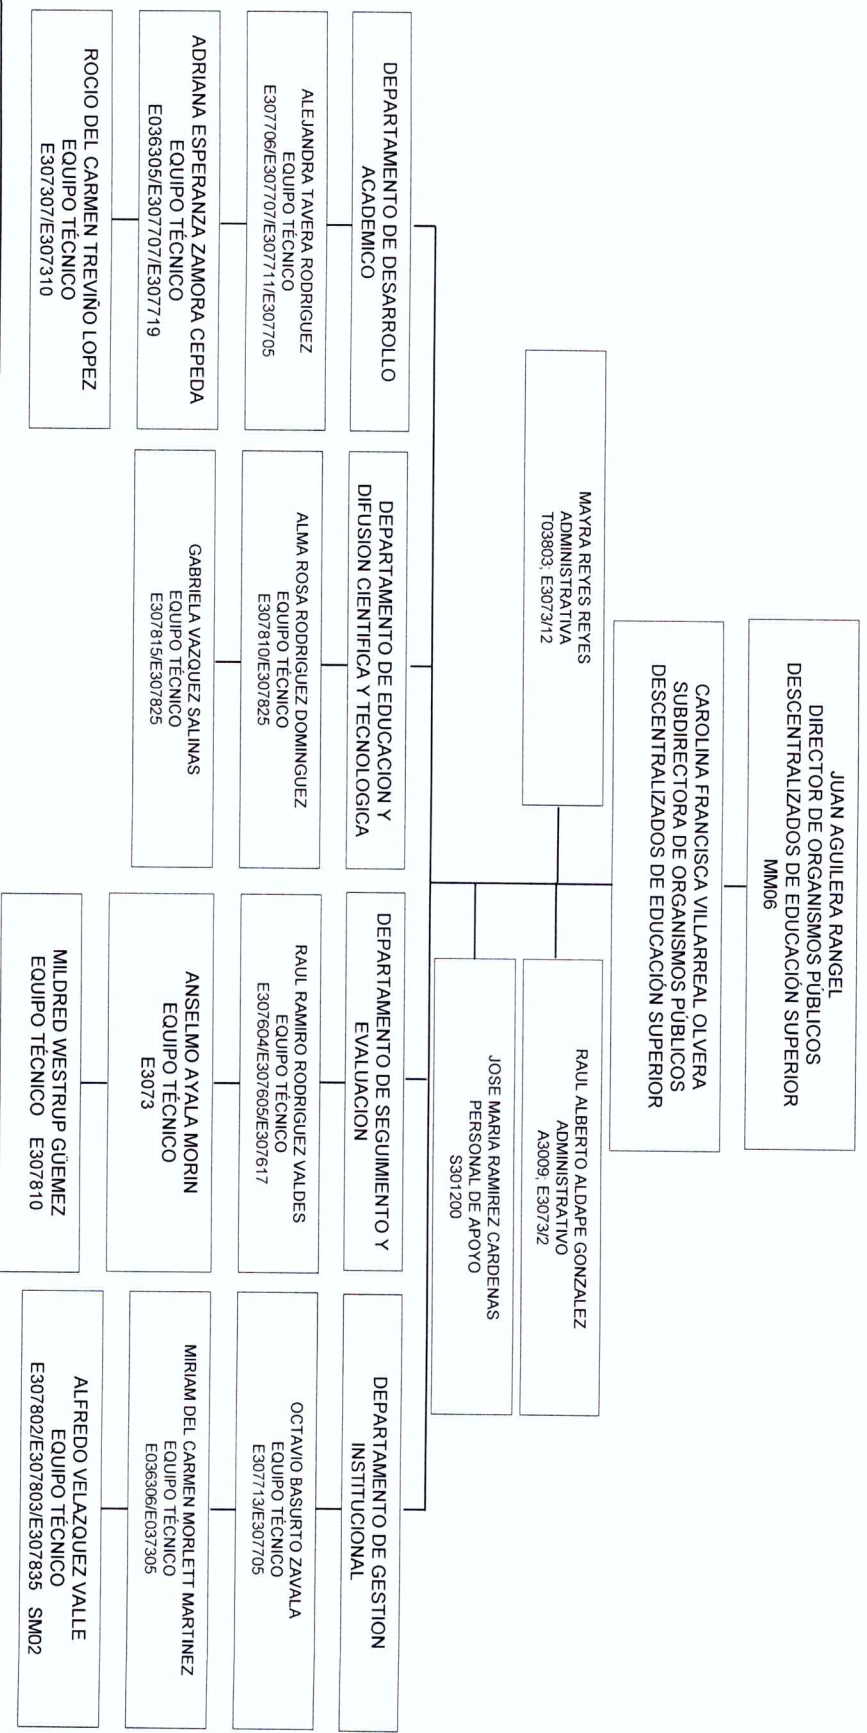 JUAN AGUILERA RANGEL
DIRECTOR DE ORGANISMOS PÚBLICOS
DESCENTRALIZADOS DE EDUCACIÓN SUPERIOR
MM06
CAROLINA FRANCISCA VILLARREAL OLVERA
SUBDIRECTORA DE ORGANISMOS PÚBLICOS
DESCENTRALIZADOS DE EDUCACIÓN SUPERIOR
MAYRA REYES REYES
ADMINISTRATIVA
T03803; E3073/12
RAUL ALBERTO ALDAPE GONZALEZ
ADMINISTRATIVO
A3009; E3073/2
JOSE MARIA RAMIREZ CARDENAS
PERSONAL DE APOYO
S301200
DEPARTAMENTO DE DESARROLLO
ACADEMICO
ALEJANDRA TAVERA RODRIGUEZ
EQUIPO TÉCNICO
E307706/E307707/E307711/E307705
ADRIANA ESPERANZA ZAMORA CEPEDA
EQUIPO TÉCNICO
E036305/E307707/E307719
ROCIO DEL CARMEN TREVIÑO LOPEZ
EQUIPO TÉCNICO
E307307/E307310
DEPARTAMENTO DE EDUCACION Y
DIFUSION CIENTIFICA Y TECNOLOGICA
ALMA ROSA RODRIGUEZ DOMINGUEZ
EQUIPO TÉCNICO
E307810/E307825
GABRIELA VAZQUEZ SALINAS
EQUIPO TÉCNICO
E307815/E307825
DEPARTAMENTO DE SEGUIMIENTO Y
EVALUACION
RAUL RAMIRO RODRIGUEZ VALDES
EQUIPO TÉCNICO
E307604/E307605/E307617
ANSELMO AYALA MORIN
EQUIPO TÉCNICO
E3073
MILDRED WESTRUP GÜEMEZ
EQUIPO TÉCNICO E307810
DEPARTAMENTO DE GESTION
INSTITUCIONAL
OCTAVIO BASURTO ZAVALA
EQUIPO TÉCNICO
E307713/E307705
MIRIAM DEL CARMEN MORLETT MARTINEZ
EQUIPO TÉCNICO
E036306/E037305
ALFREDO VELAZQUEZ VALLE
EQUIPO TÉCNICO
E307802/E307803/E307835 SM02